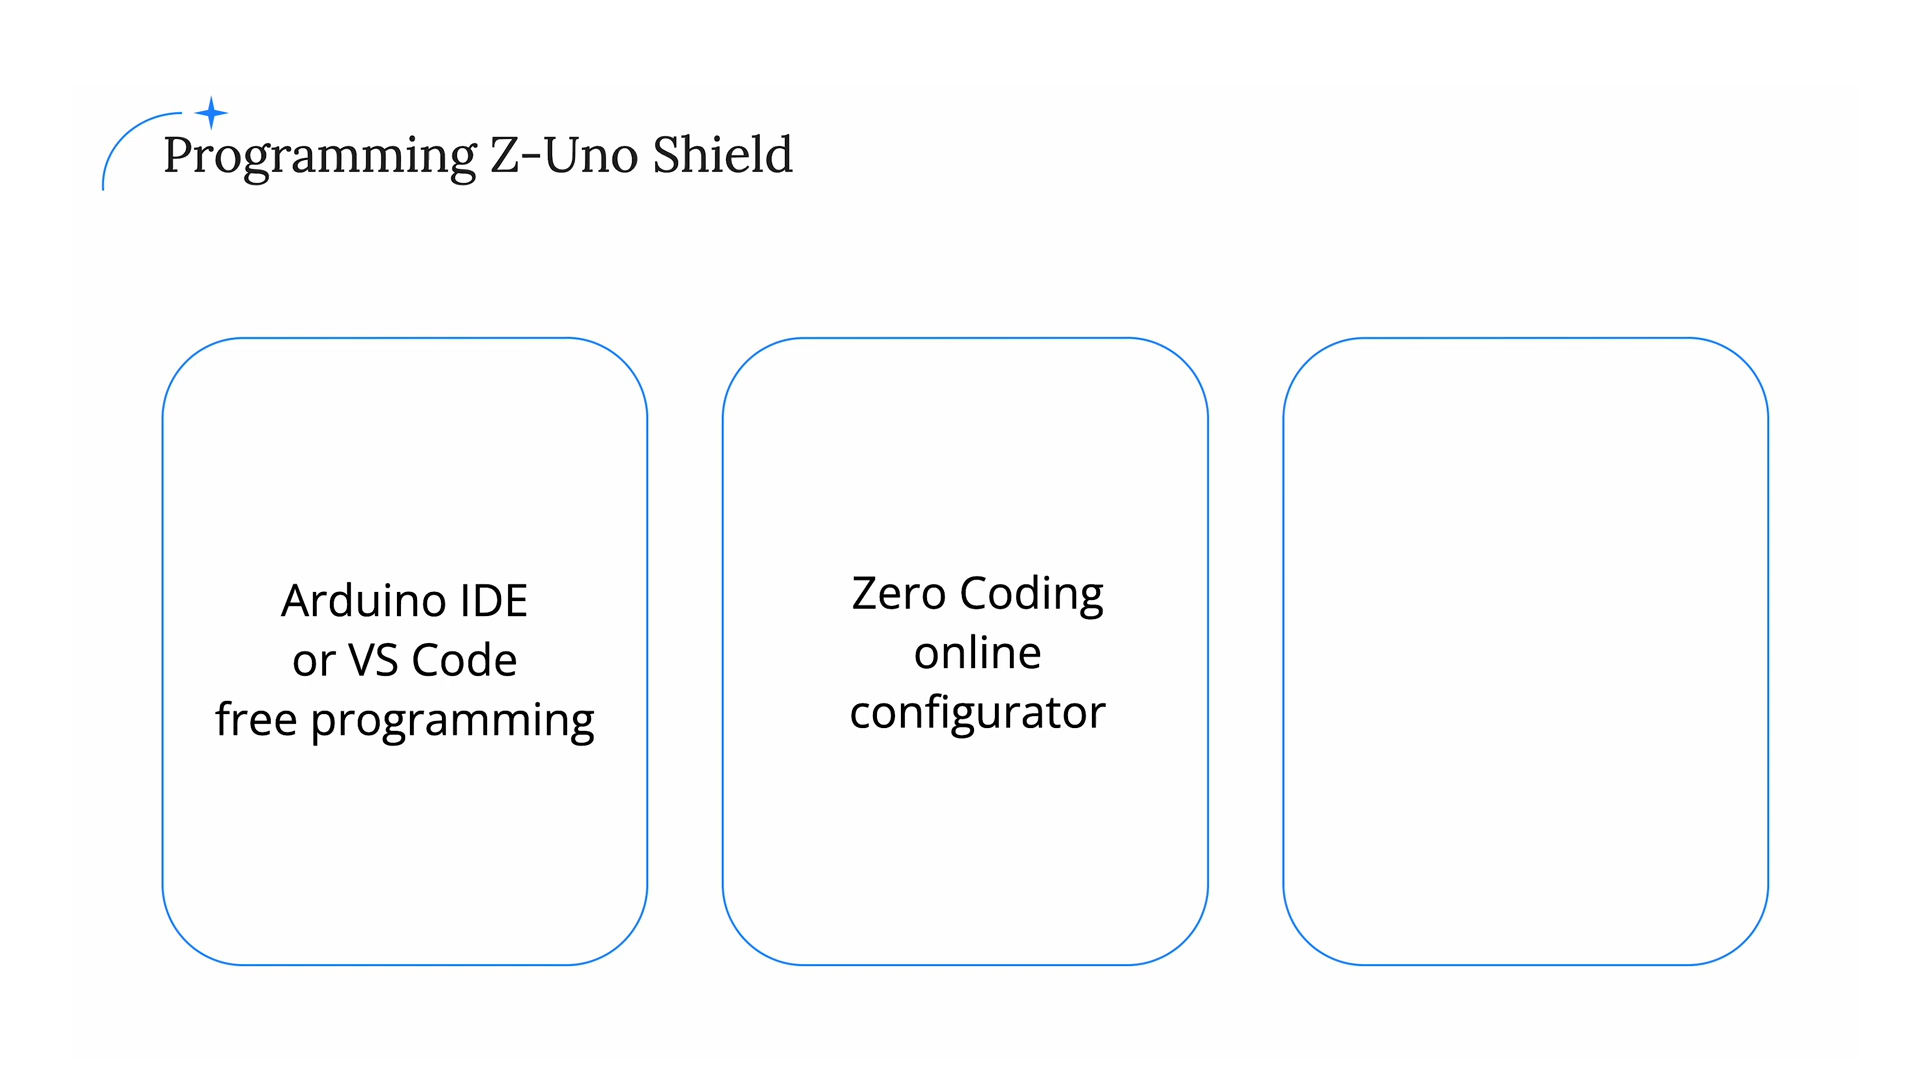 Programming Z-Uno Shield
Arduino IDE
or VS Code
free programming
Zero Coding
online
configurator